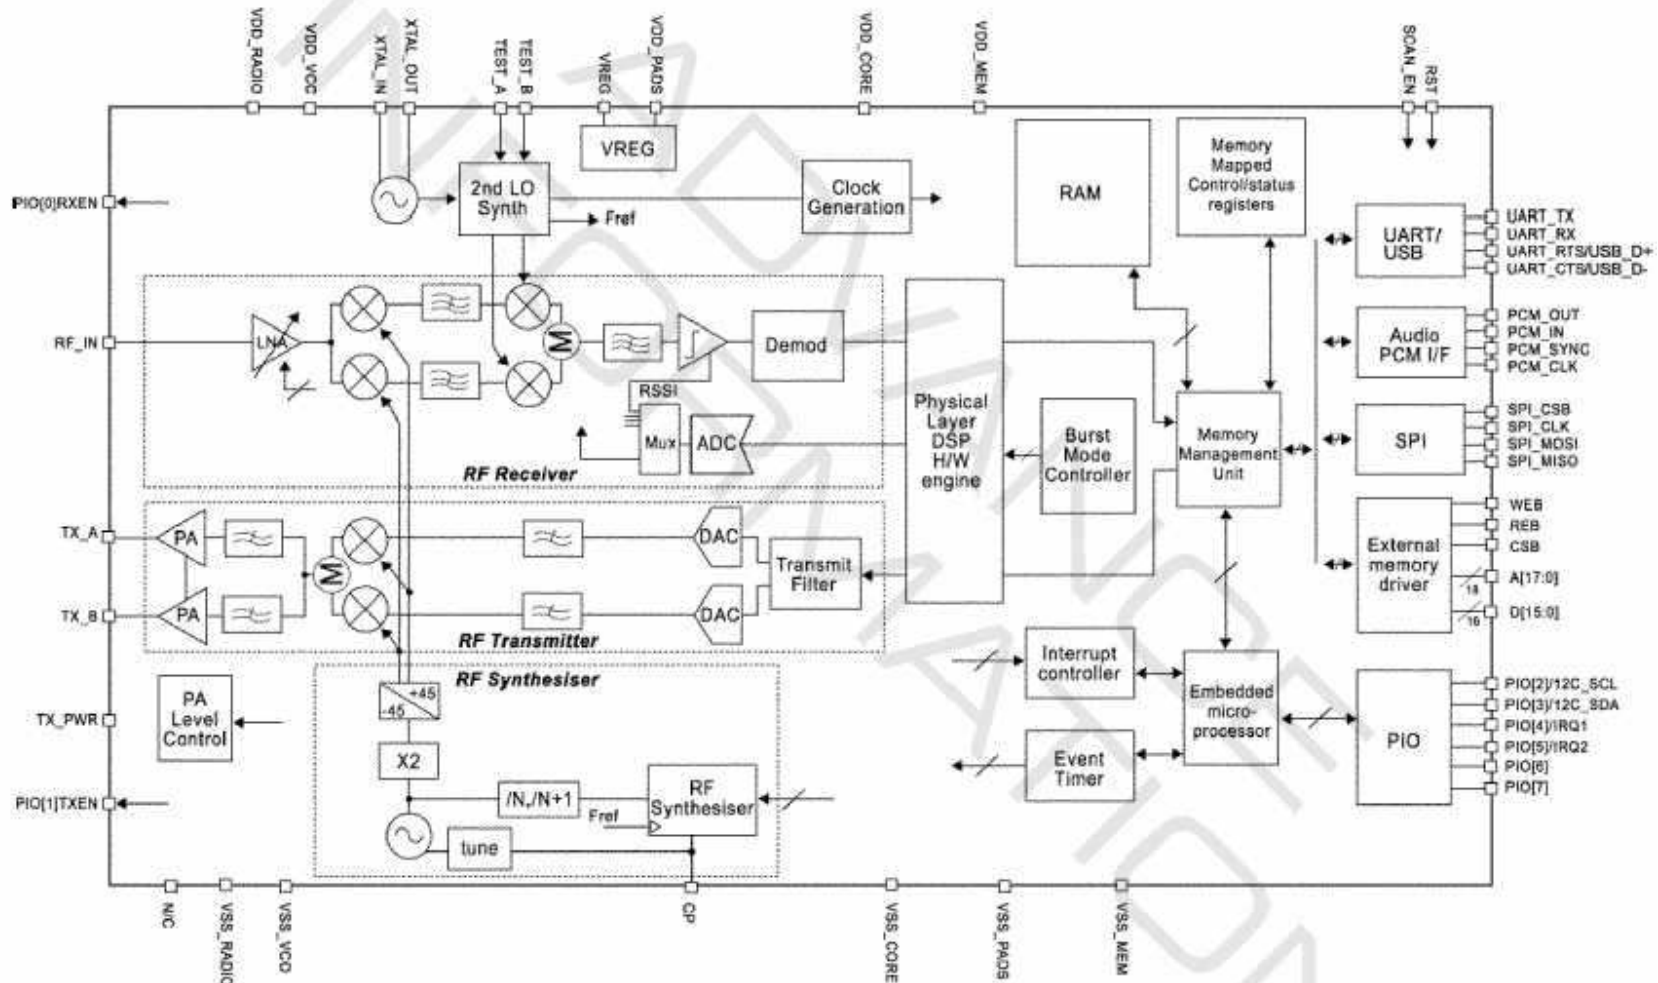 VDD_RADIO
VDD_VCO
XTAL_IN
XTAL_OUT
TEST_A
TEST_B
VREG
VDD_PADS
VDD_CORE
VDD_MEM
SCAN_EN
RST
VREG
2nd LO
Synth
Fref
Clock
Generation
RAM
Memory
Mapped
Control/status
registers
PIO[0]RXEN
RF_IN
TX_A
TX_B
TX_PWR
PIO[1]TXEN
LNA
M
Demod
RSSI
Mux
ADC
RF Receiver
PA
PA
M
DAC
DAC
Transmit
Filter
RF Transmitter
Physical
Layer
DSP
H/W
engine
Burst
Mode
Controller
Memory
Management
Unit
UART/
USB
UART_TX
UART_RX
UART_RTS/USB_D+
UART_CTS/USB_D-
Audio
PCM I/F
PCM_OUT
PCM_IN
PCM_SYNC
PCM_CLK
SPI
SPI_CSB
SPI_CLK
SPI_MOSI
SPI_MISO
External
memory
driver
WEB
REB
CSB
18
A[17:0]
16
D[15:0]
PA
Level
Control
RF Synthesiser
+45
-45
X2
/N,/N+1
Fref
RF
Synthesiser
tune
Interrupt
controller
Event
Timer
Embedded
micro-
processor
PIO
PIO[2]/12C_SCL
PIO[3]/12C_SDA
PIO[4]/IRQ1
PIO[5]/IRQ2
PIO[6]
PIO[7]
N/C
VSS_RADIO
VSS_VCO
CP
VSS_CORE
VSS_PADS
VSS_MEM
ADVANCE
INFORMATION